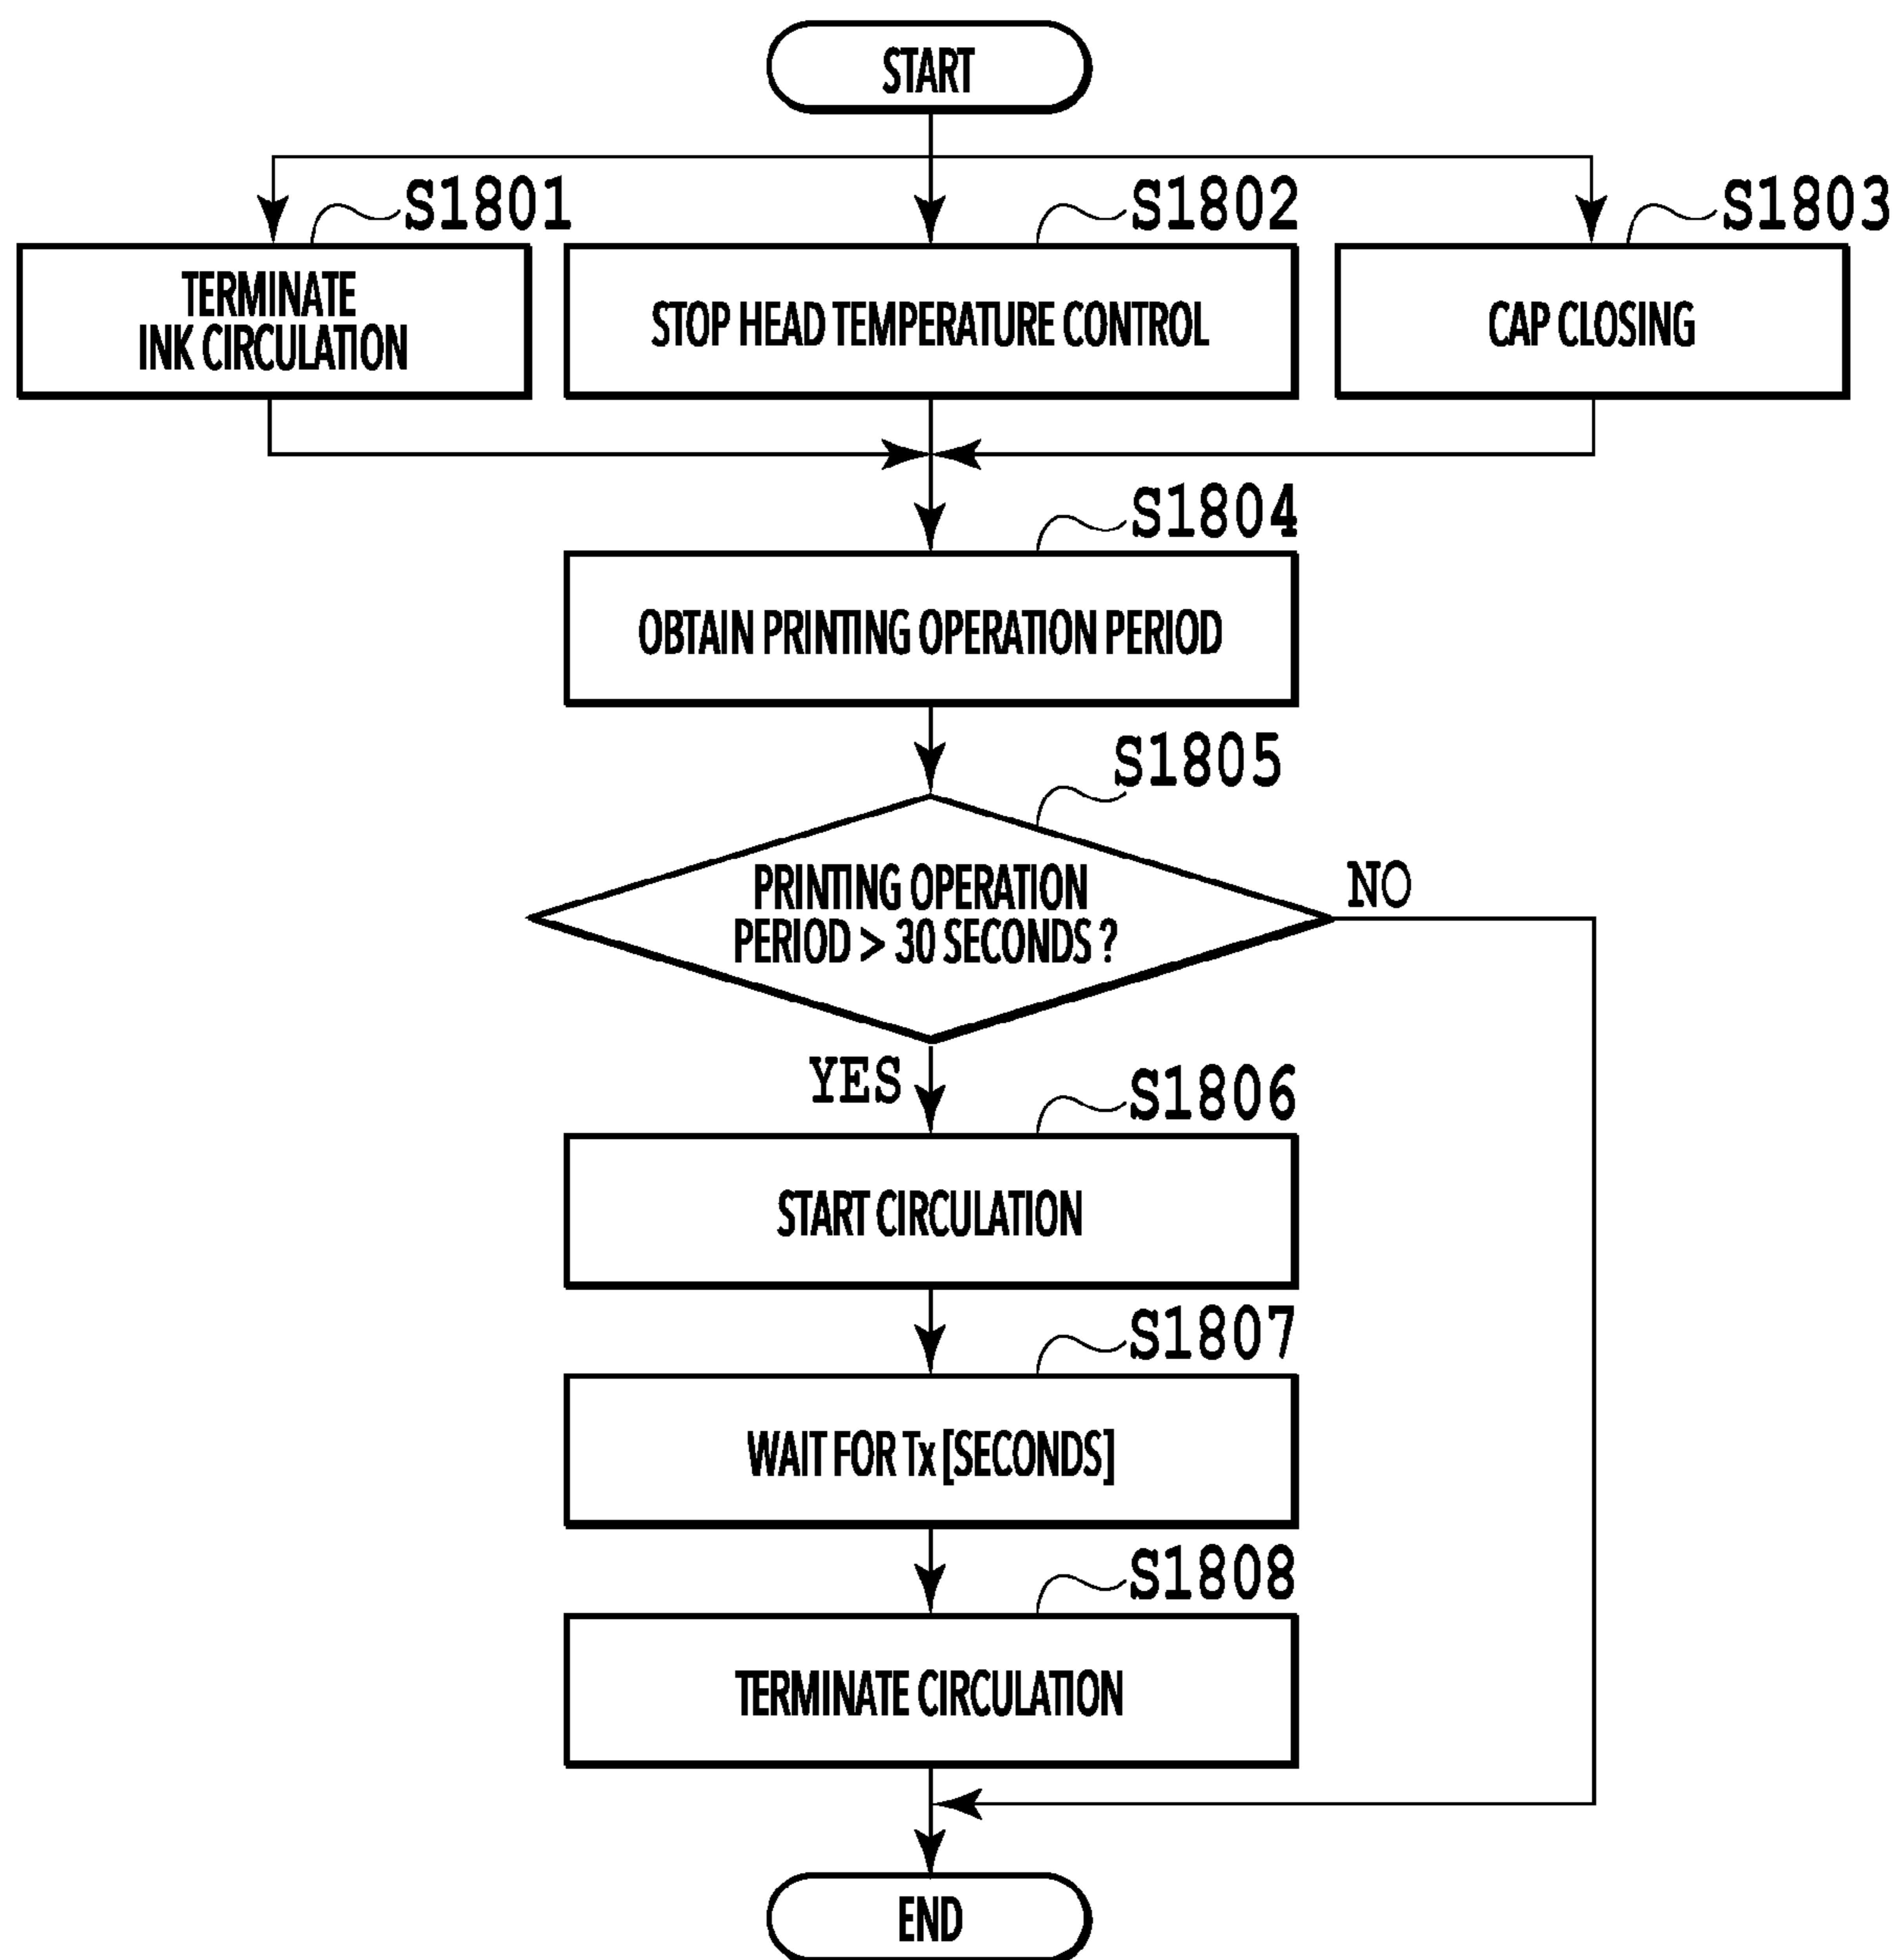 START
S1801
S1802
S1803
TERMINATE
INK CIRCULATION
STOP HEAD TEMPERATURE CONTROL
CAP CLOSING
S1804
OBTAIN PRINTING OPERATION PERIOD
S1805
PRINTING OPERATION
PERIOD > 30 SECONDS ?
NO
YES
S1806
START CIRCULATION
S1807
WAIT FOR Tx [SECONDS]
S1808
TERMINATE CIRCULATION
END